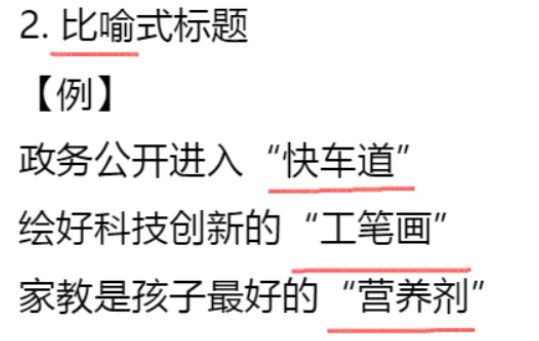 2. 比喻式标题
【例】
政务公开进入“快车道”
绘好科技创新的“工笔画”
家教是孩子最好的“营养剂”